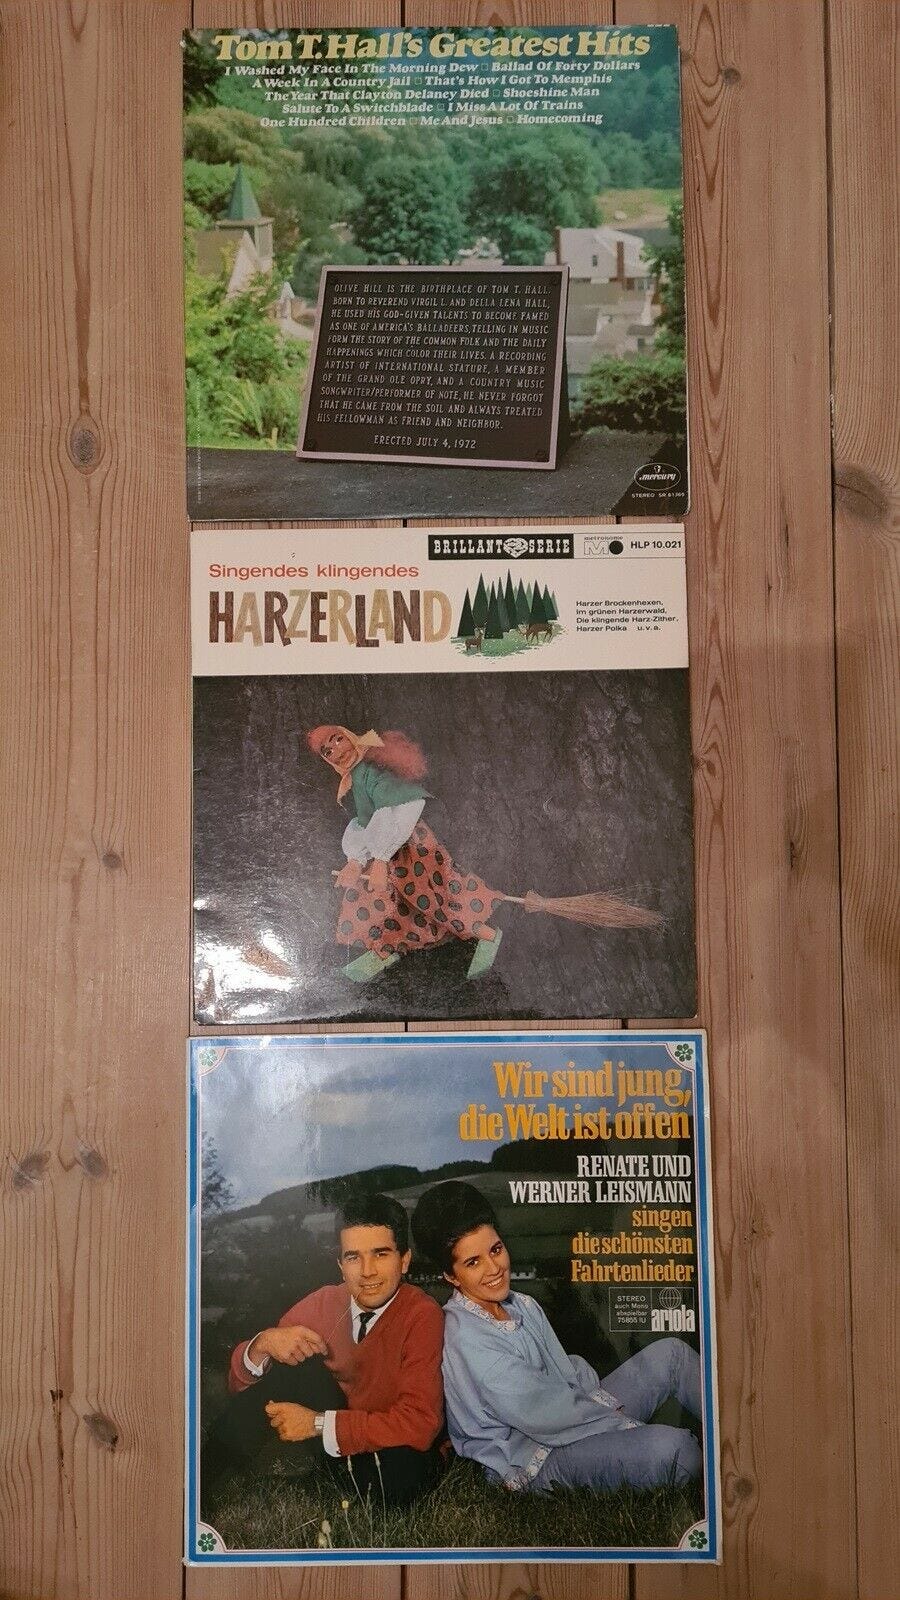 Tom T. Hall's Greatest Hits
I Washed My Face In The Morning Dew □ Ballad Of Forty Dollars
A Week In A Country Jail □ That's How I Got To Memphis
The Year That Clayton Delaney Died □ Shoeshine Man
Salute To A Switchblade □ I Miss A Lot Of Trains
One Hundred Children □ Me And Jesus □ Homecoming
OLIVE HILL IS THE BIRTHPLACE OF TOM T. HALL.
BORN TO REVEREND VIRGIL L. AND DELLA LENA HALL,
HE USED HIS GOD-GIVEN TALENTS TO BECOME FAMED
AS ONE OF AMERICA'S BALLADEERS, TELLING IN MUSIC
FORM THE STORY OF THE COMMON FOLK AND THE DAILY
HAPPENINGS WHICH COLOR THEIR LIVES. A RECORDING
ARTIST OF INTERNATIONAL STATURE, A MEMBER
OF THE GRAND OLE OPRY, AND A COUNTRY MUSIC
SONGWRITER/PERFORMER OF NOTE, HE NEVER FORGOT
THAT HE CAME FROM THE SOIL AND ALWAYS TREATED
HIS FELLOWMAN AS FRIEND AND NEIGHBOR.
ERECTED JULY 4, 1972
mercury
STEREO SR 61369
BRILLANT SERIE
metronome
M
HLP 10.021
Singendes klingendes
HARZERLAND
Harzer Brockenhexen,
Im grünen Harzerwald,
Die klingende Harz-Zither,
Harzer Polka u.v.a.
Wir sind jung,
die Welt ist offen
RENATE UND
WERNER LEISMANN
singen
die schönsten
Fahrtenlieder
STEREO
auch Mono
abspielbar
75855 IU
ariola